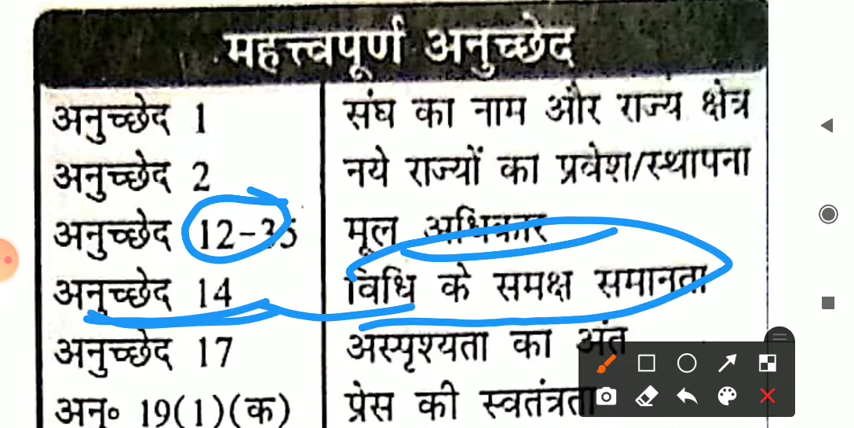 महत्त्वपूर्ण अनुच्छेद
अनुच्छेद 1 संघ का नाम और राज्य क्षेत्र
अनुच्छेद 2 नये राज्यों का प्रवेश/स्थापना
अनुच्छेद 12-35 मूल अधिकार
अनुच्छेद 14 विधि के समक्ष समानता
अनुच्छेद 17 अस्पृश्यता का अंत
अनु० 19(1)(क) प्रेस की स्वतंत्रता